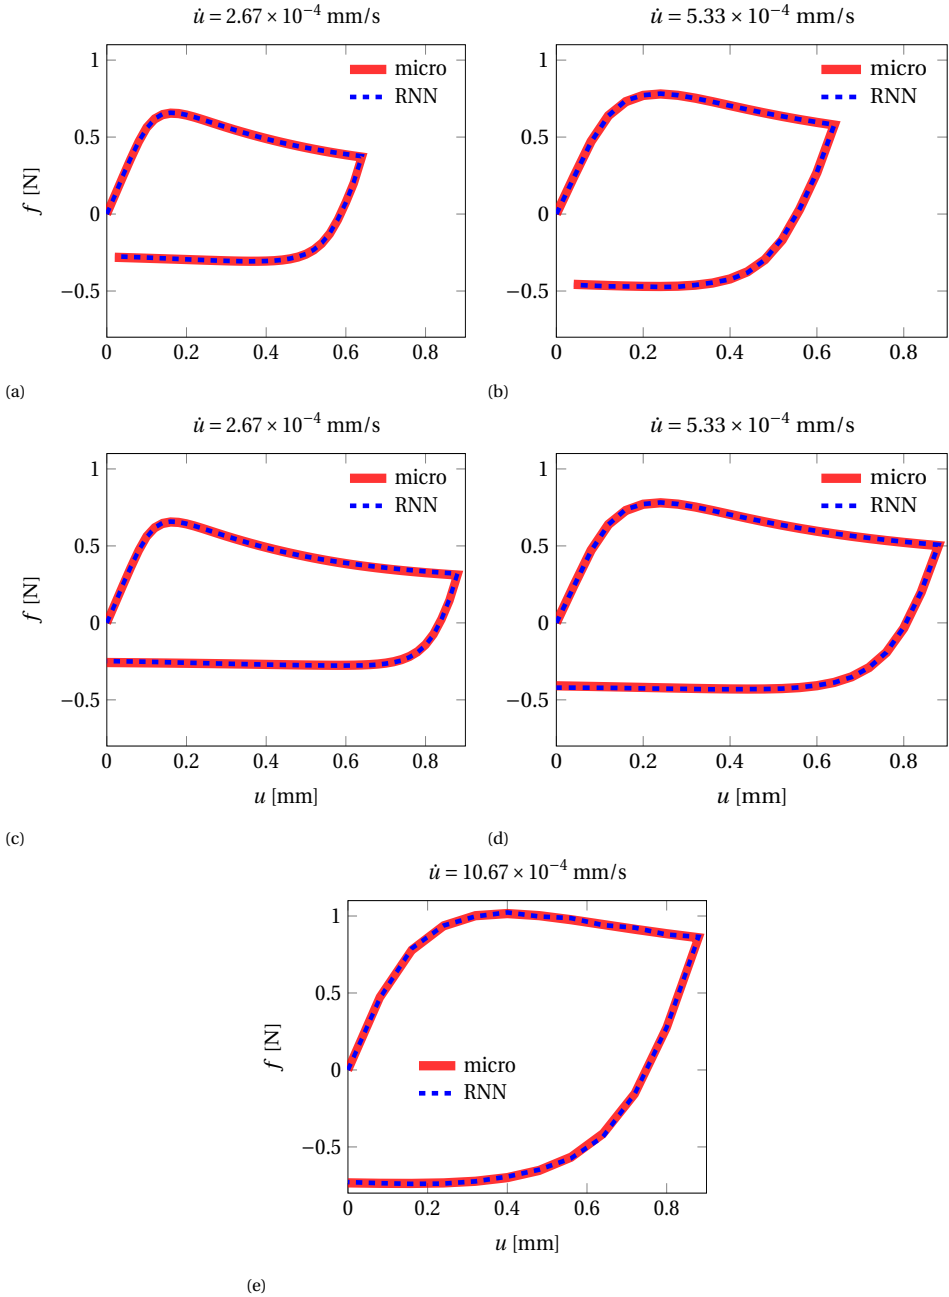 u̇ = 2.67 × 10⁻⁴ mm/s
u̇ = 5.33 × 10⁻⁴ mm/s
1
0.5
0
−0.5
f [N]
micro
RNN
0
0.2
0.4
0.6
0.8
1
0.5
0
−0.5
micro
RNN
0
0.2
0.4
0.6
0.8
(a)
(b)
u̇ = 2.67 × 10⁻⁴ mm/s
u̇ = 5.33 × 10⁻⁴ mm/s
1
0.5
0
−0.5
f [N]
micro
RNN
0
0.2
0.4
0.6
0.8
u [mm]
1
0.5
0
−0.5
micro
RNN
0
0.2
0.4
0.6
0.8
u [mm]
(c)
(d)
u̇ = 10.67 × 10⁻⁴ mm/s
1
0.5
0
−0.5
f [N]
micro
RNN
0
0.2
0.4
0.6
0.8
u [mm]
(e)